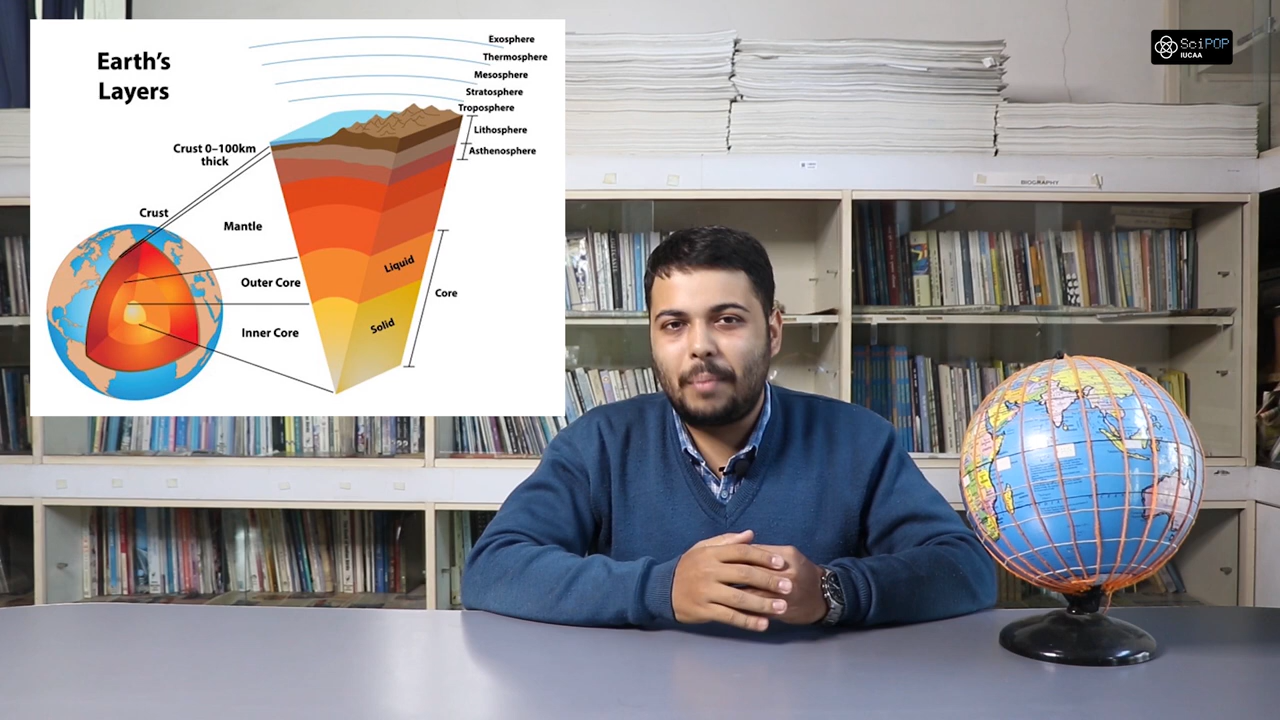 Earth's
Layers
Exosphere
Thermosphere
Mesosphere
Stratosphere
Troposphere
Lithosphere
Asthenosphere
Crust 0–100km
thick
Crust
Mantle
Outer Core
Liquid
Core
Inner Core
Solid
SciPOP
IUCAA
BIOGRAPHY